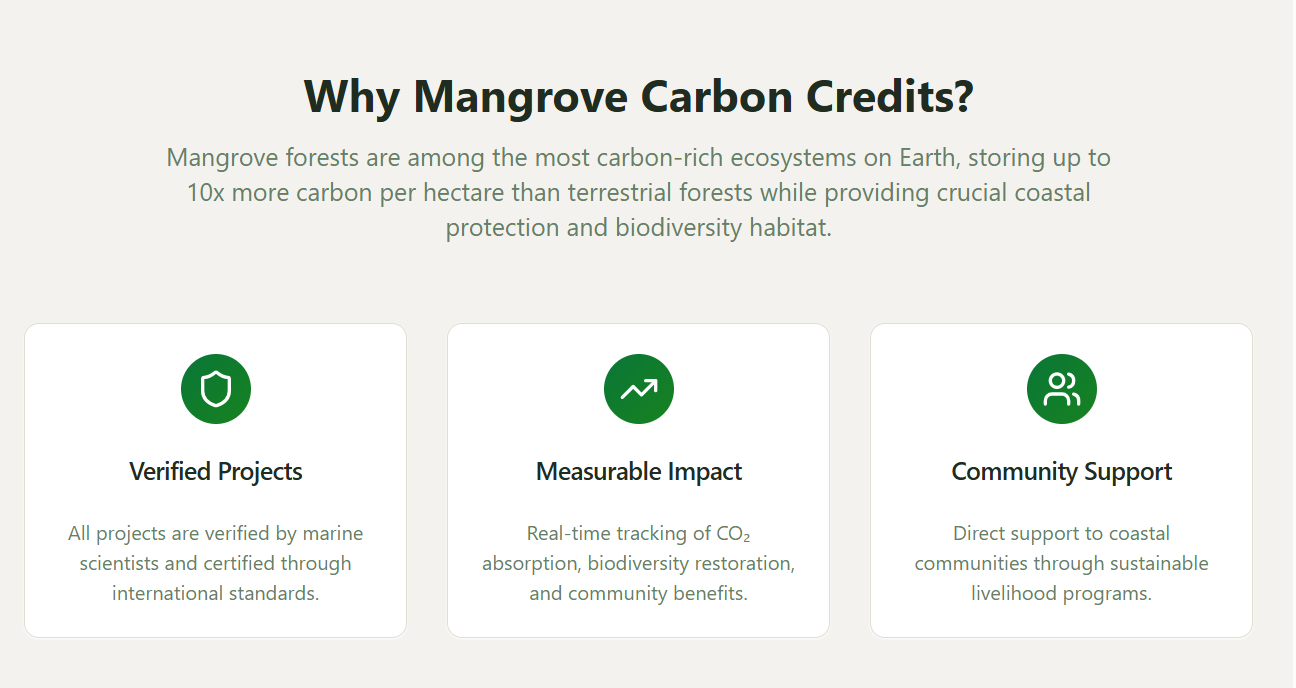 Why Mangrove Carbon Credits?
Mangrove forests are among the most carbon-rich ecosystems on Earth, storing up to
10x more carbon per hectare than terrestrial forests while providing crucial coastal
protection and biodiversity habitat.
Verified Projects
All projects are verified by marine
scientists and certified through
international standards.
Measurable Impact
Real-time tracking of CO₂
absorption, biodiversity restoration,
and community benefits.
Community Support
Direct support to coastal
communities through sustainable
livelihood programs.